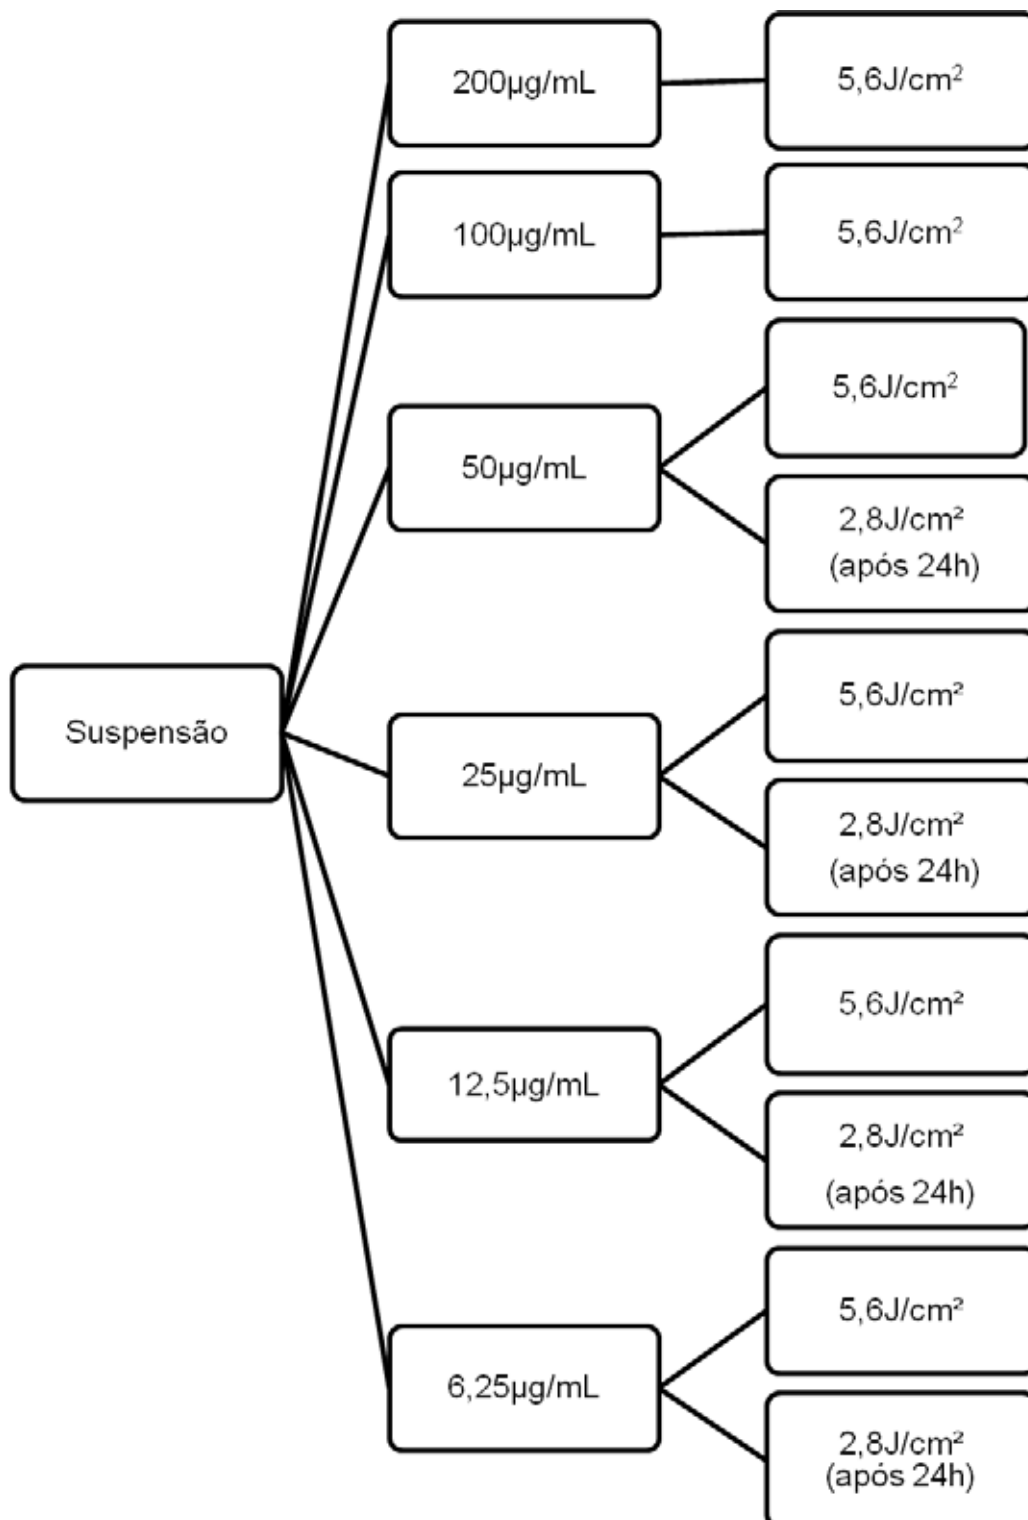 200µg/mL
5,6J/cm²
100µg/mL
5,6J/cm²
50µg/mL
5,6J/cm²
2,8J/cm²
(após 24h)
Suspensão
25µg/mL
5,6J/cm²
2,8J/cm²
(após 24h)
12,5µg/mL
5,6J/cm²
2,8J/cm²
(após 24h)
6,25µg/mL
5,6J/cm²
2,8J/cm²
(após 24h)